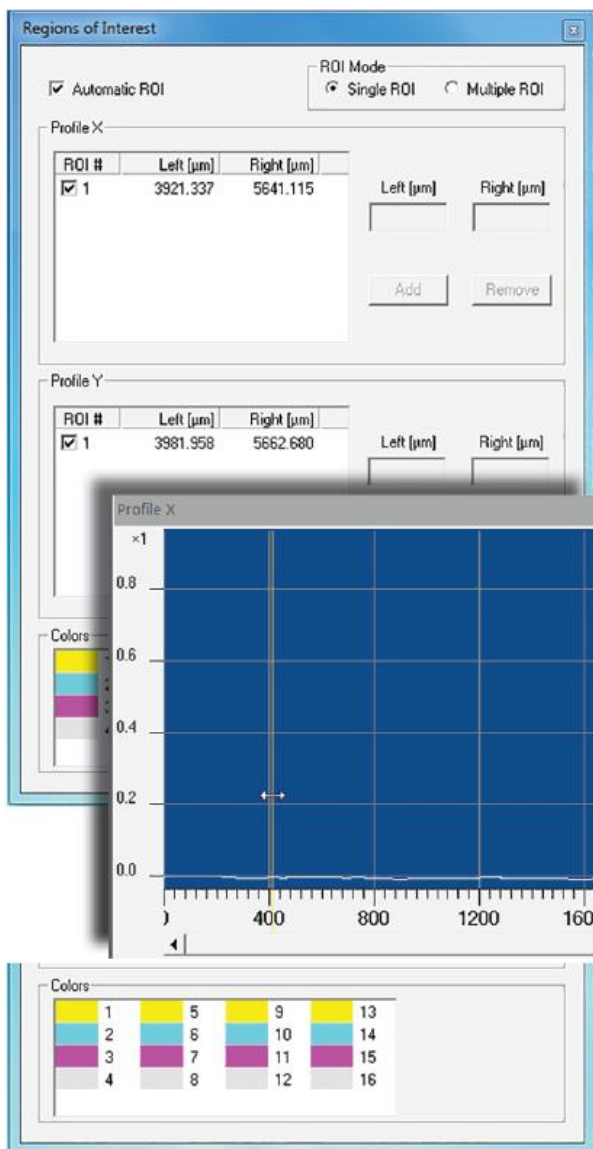 Regions of Interest
Automatic ROI
ROI Mode
Single ROI Multiple ROI
Profile X
ROI # Left [µm] Right [µm]
1 3921.337 5641.115
Left [µm] Right [µm]
Add Remove
Profile Y
ROI # Left [µm] Right [µm]
1 3981.958 5662.680
Left [µm] Right [µm]
Profile X
×1
0.8
0.6
0.4
0.2
0.0
400 800 1200 160
Colors
Colors
1 5 9 13
2 6 10 14
3 7 11 15
4 8 12 16